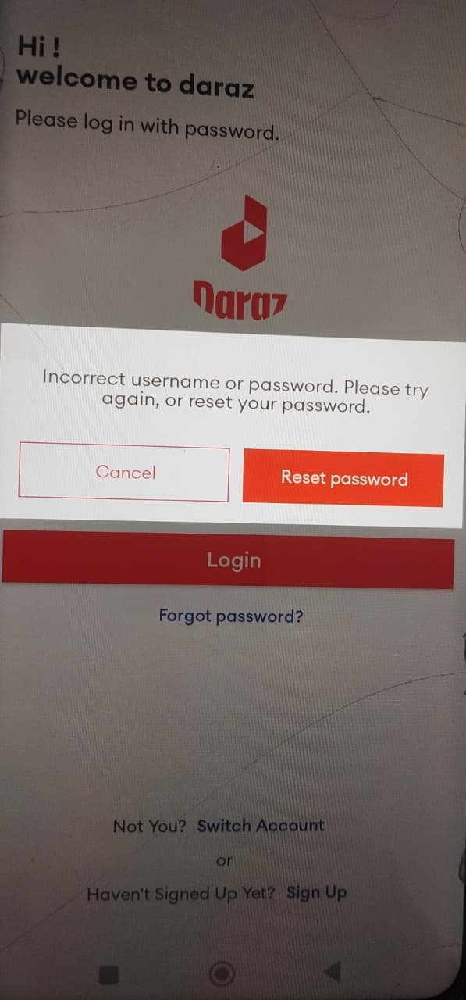 Hi !
welcome to daraz
Please log in with password.
Daraz
Incorrect username or password. Please try
again, or reset your password.
Cancel
Reset password
Login
Forgot password?
Not You? Switch Account
or
Haven't Signed Up Yet? Sign Up